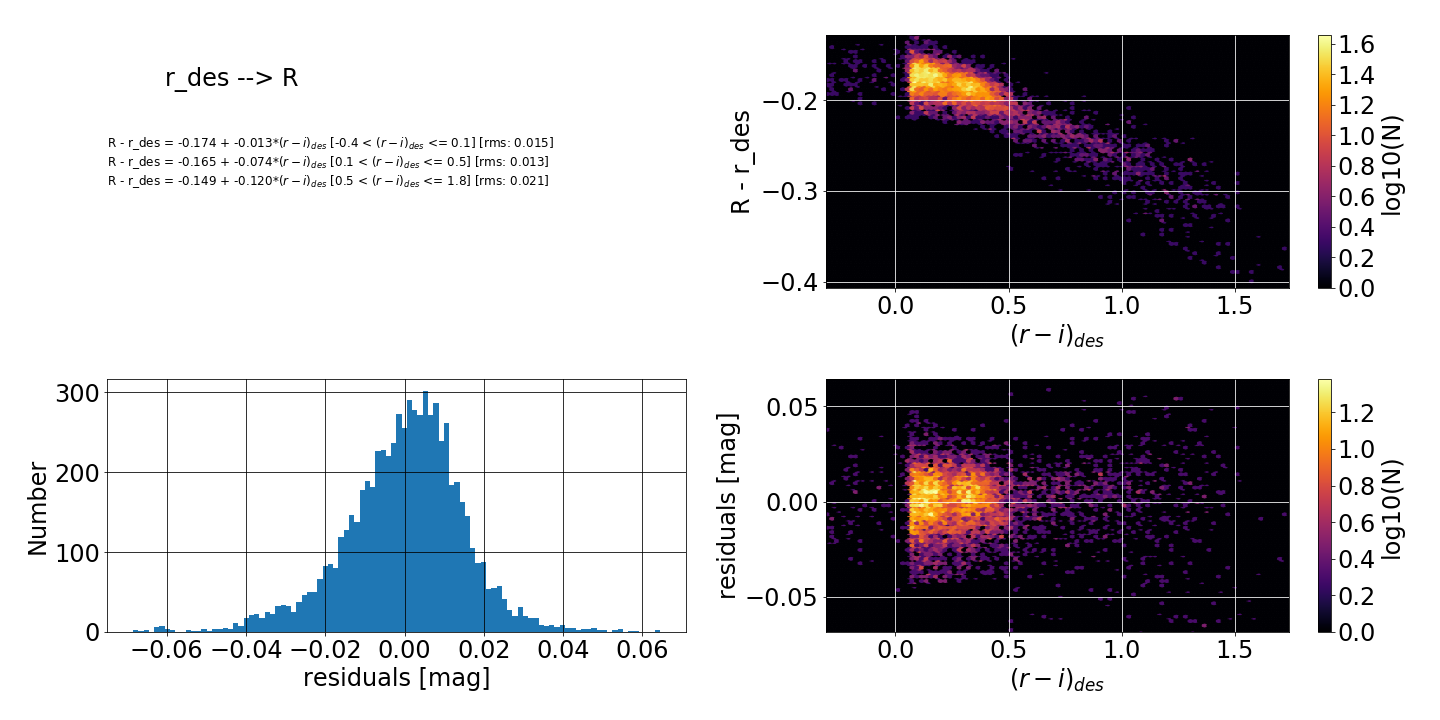 r_des --> R
R - r_des = -0.174 + -0.013*(r − i)des [-0.4 < (r − i)des <= 0.1] [rms: 0.015]
R - r_des = -0.165 + -0.074*(r − i)des [0.1 < (r − i)des <= 0.5] [rms: 0.013]
R - r_des = -0.149 + -0.120*(r − i)des [0.5 < (r − i)des <= 1.8] [rms: 0.021]
R - r_des
−0.2
−0.3
−0.4
0.0 0.5 1.0 1.5
(r − i)des
1.6
1.4
1.2
1.0
0.8
0.6
0.4
0.2
0.0
log10(N)
Number
300
200
100
0
−0.06 −0.04 −0.02 0.00 0.02 0.04 0.06
residuals [mag]
residuals [mag]
0.05
0.00
−0.05
0.0 0.5 1.0 1.5
(r − i)des
1.2
1.0
0.8
0.6
0.4
0.2
0.0
log10(N)